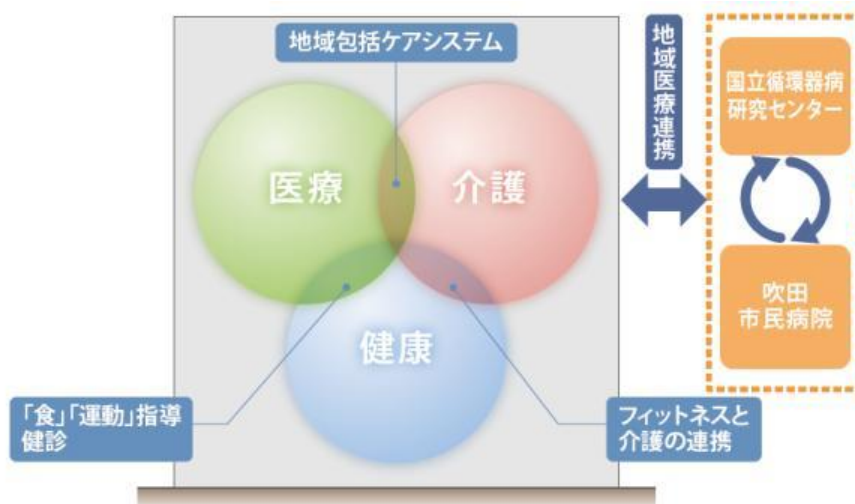 地域包括ケアシステム
医療
介護
健康
「食」「運動」指導
健診
フィットネスと
介護の連携
地域医療連携
国立循環器病
研究センター
吹田
市民病院